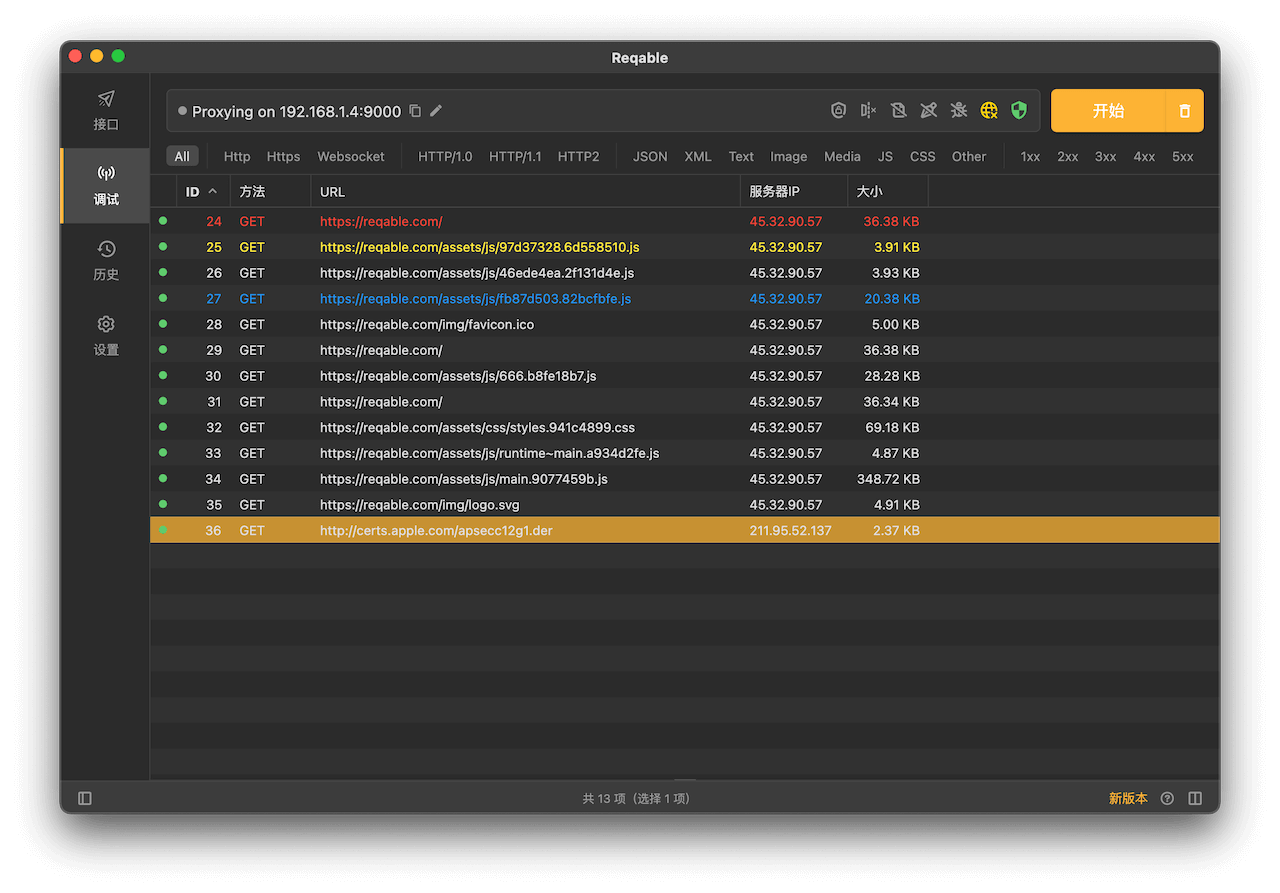 Reqable
接口
调试
历史
设置
Proxying on 192.168.1.4:9000
开始
All Http Https Websocket HTTP/1.0 HTTP/1.1 HTTP2 JSON XML Text Image Media JS CSS Other 1xx 2xx 3xx 4xx 5xx
ID 方法 URL 服务器IP 大小
24 GET https://reqable.com/ 45.32.90.57 36.38 KB
25 GET https://reqable.com/assets/js/97d37328.6d558510.js 45.32.90.57 3.91 KB
26 GET https://reqable.com/assets/js/46ede4ea.2f131d4e.js 45.32.90.57 3.93 KB
27 GET https://reqable.com/assets/js/fb87d503.82bcfbfe.js 45.32.90.57 20.38 KB
28 GET https://reqable.com/img/favicon.ico 45.32.90.57 5.00 KB
29 GET https://reqable.com/ 45.32.90.57 36.38 KB
30 GET https://reqable.com/assets/js/666.b8fe18b7.js 45.32.90.57 28.28 KB
31 GET https://reqable.com/ 45.32.90.57 36.34 KB
32 GET https://reqable.com/assets/css/styles.941c4899.css 45.32.90.57 69.18 KB
33 GET https://reqable.com/assets/js/runtime~main.a934d2fe.js 45.32.90.57 4.87 KB
34 GET https://reqable.com/assets/js/main.9077459b.js 45.32.90.57 348.72 KB
35 GET https://reqable.com/img/logo.svg 45.32.90.57 4.91 KB
36 GET http://certs.apple.com/apsecc12g1.der 211.95.52.137 2.37 KB
共 13 项（选择 1 项） 新版本